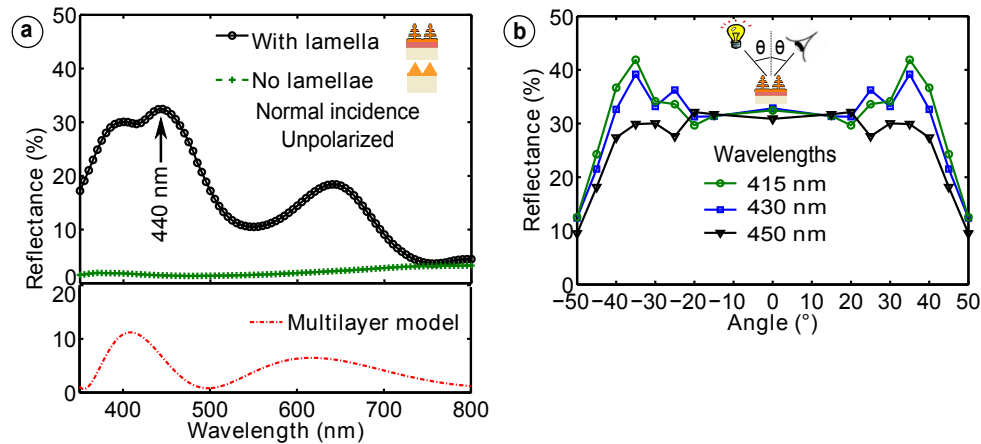 a
50
40
30
20
10
0
Reflectance (%)
With lamella
No lamellae
Normal incidence
Unpolarized
440 nm
20
10
0
Multilayer model
400
500
600
700
800
Wavelength (nm)
b
50
40
30
20
10
0
Reflectance (%)
θ θ
Wavelengths
415 nm
430 nm
450 nm
−50
−40
−30
−20
−10
0
10
20
30
40
50
Angle (°)